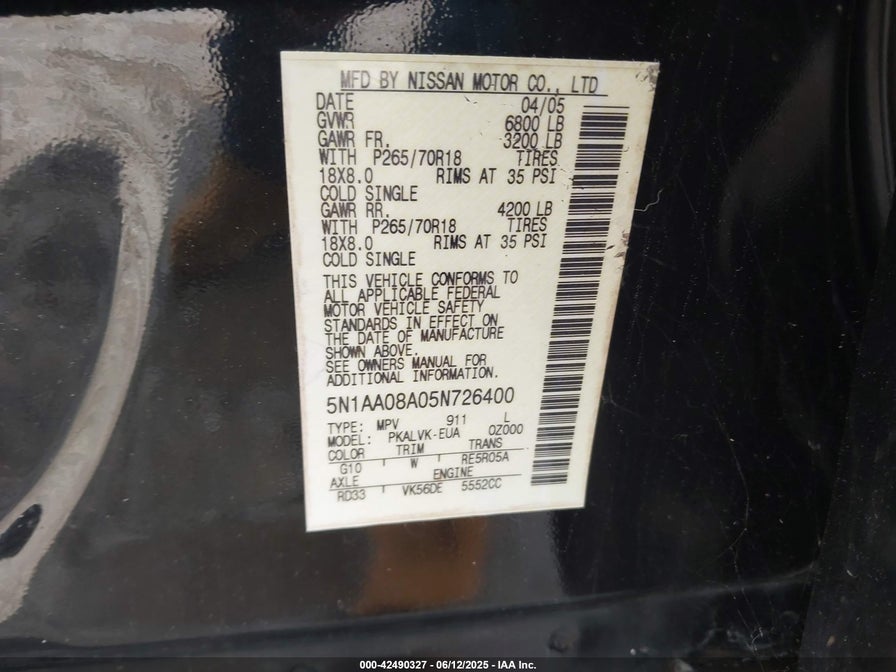 MFD BY NISSAN MOTOR CO., LTD
DATE 04/05
GVWR 6800 LB
GAWR FR. 3200 LB
WITH P265/70R18 TIRES
18X8.0 RIMS AT 35 PSI
COLD SINGLE
GAWR RR. 4200 LB
WITH P265/70R18 TIRES
18X8.0 RIMS AT 35 PSI
COLD SINGLE
THIS VEHICLE CONFORMS TO
ALL APPLICABLE FEDERAL
MOTOR VEHICLE SAFETY
STANDARDS IN EFFECT ON
THE DATE OF MANUFACTURE
SHOWN ABOVE.
SEE OWNERS MANUAL FOR
ADDITIONAL INFORMATION.
5N1AA08A05N726400
TYPE: MPV 911 L
MODEL: PKALVK-EUA 0Z000
COLOR TRIM TRANS
G10 W RE5R05A
AXLE ENGINE
RD33 VK56DE 5552CC
000-42490327 - 06/12/2025 - IAA Inc.